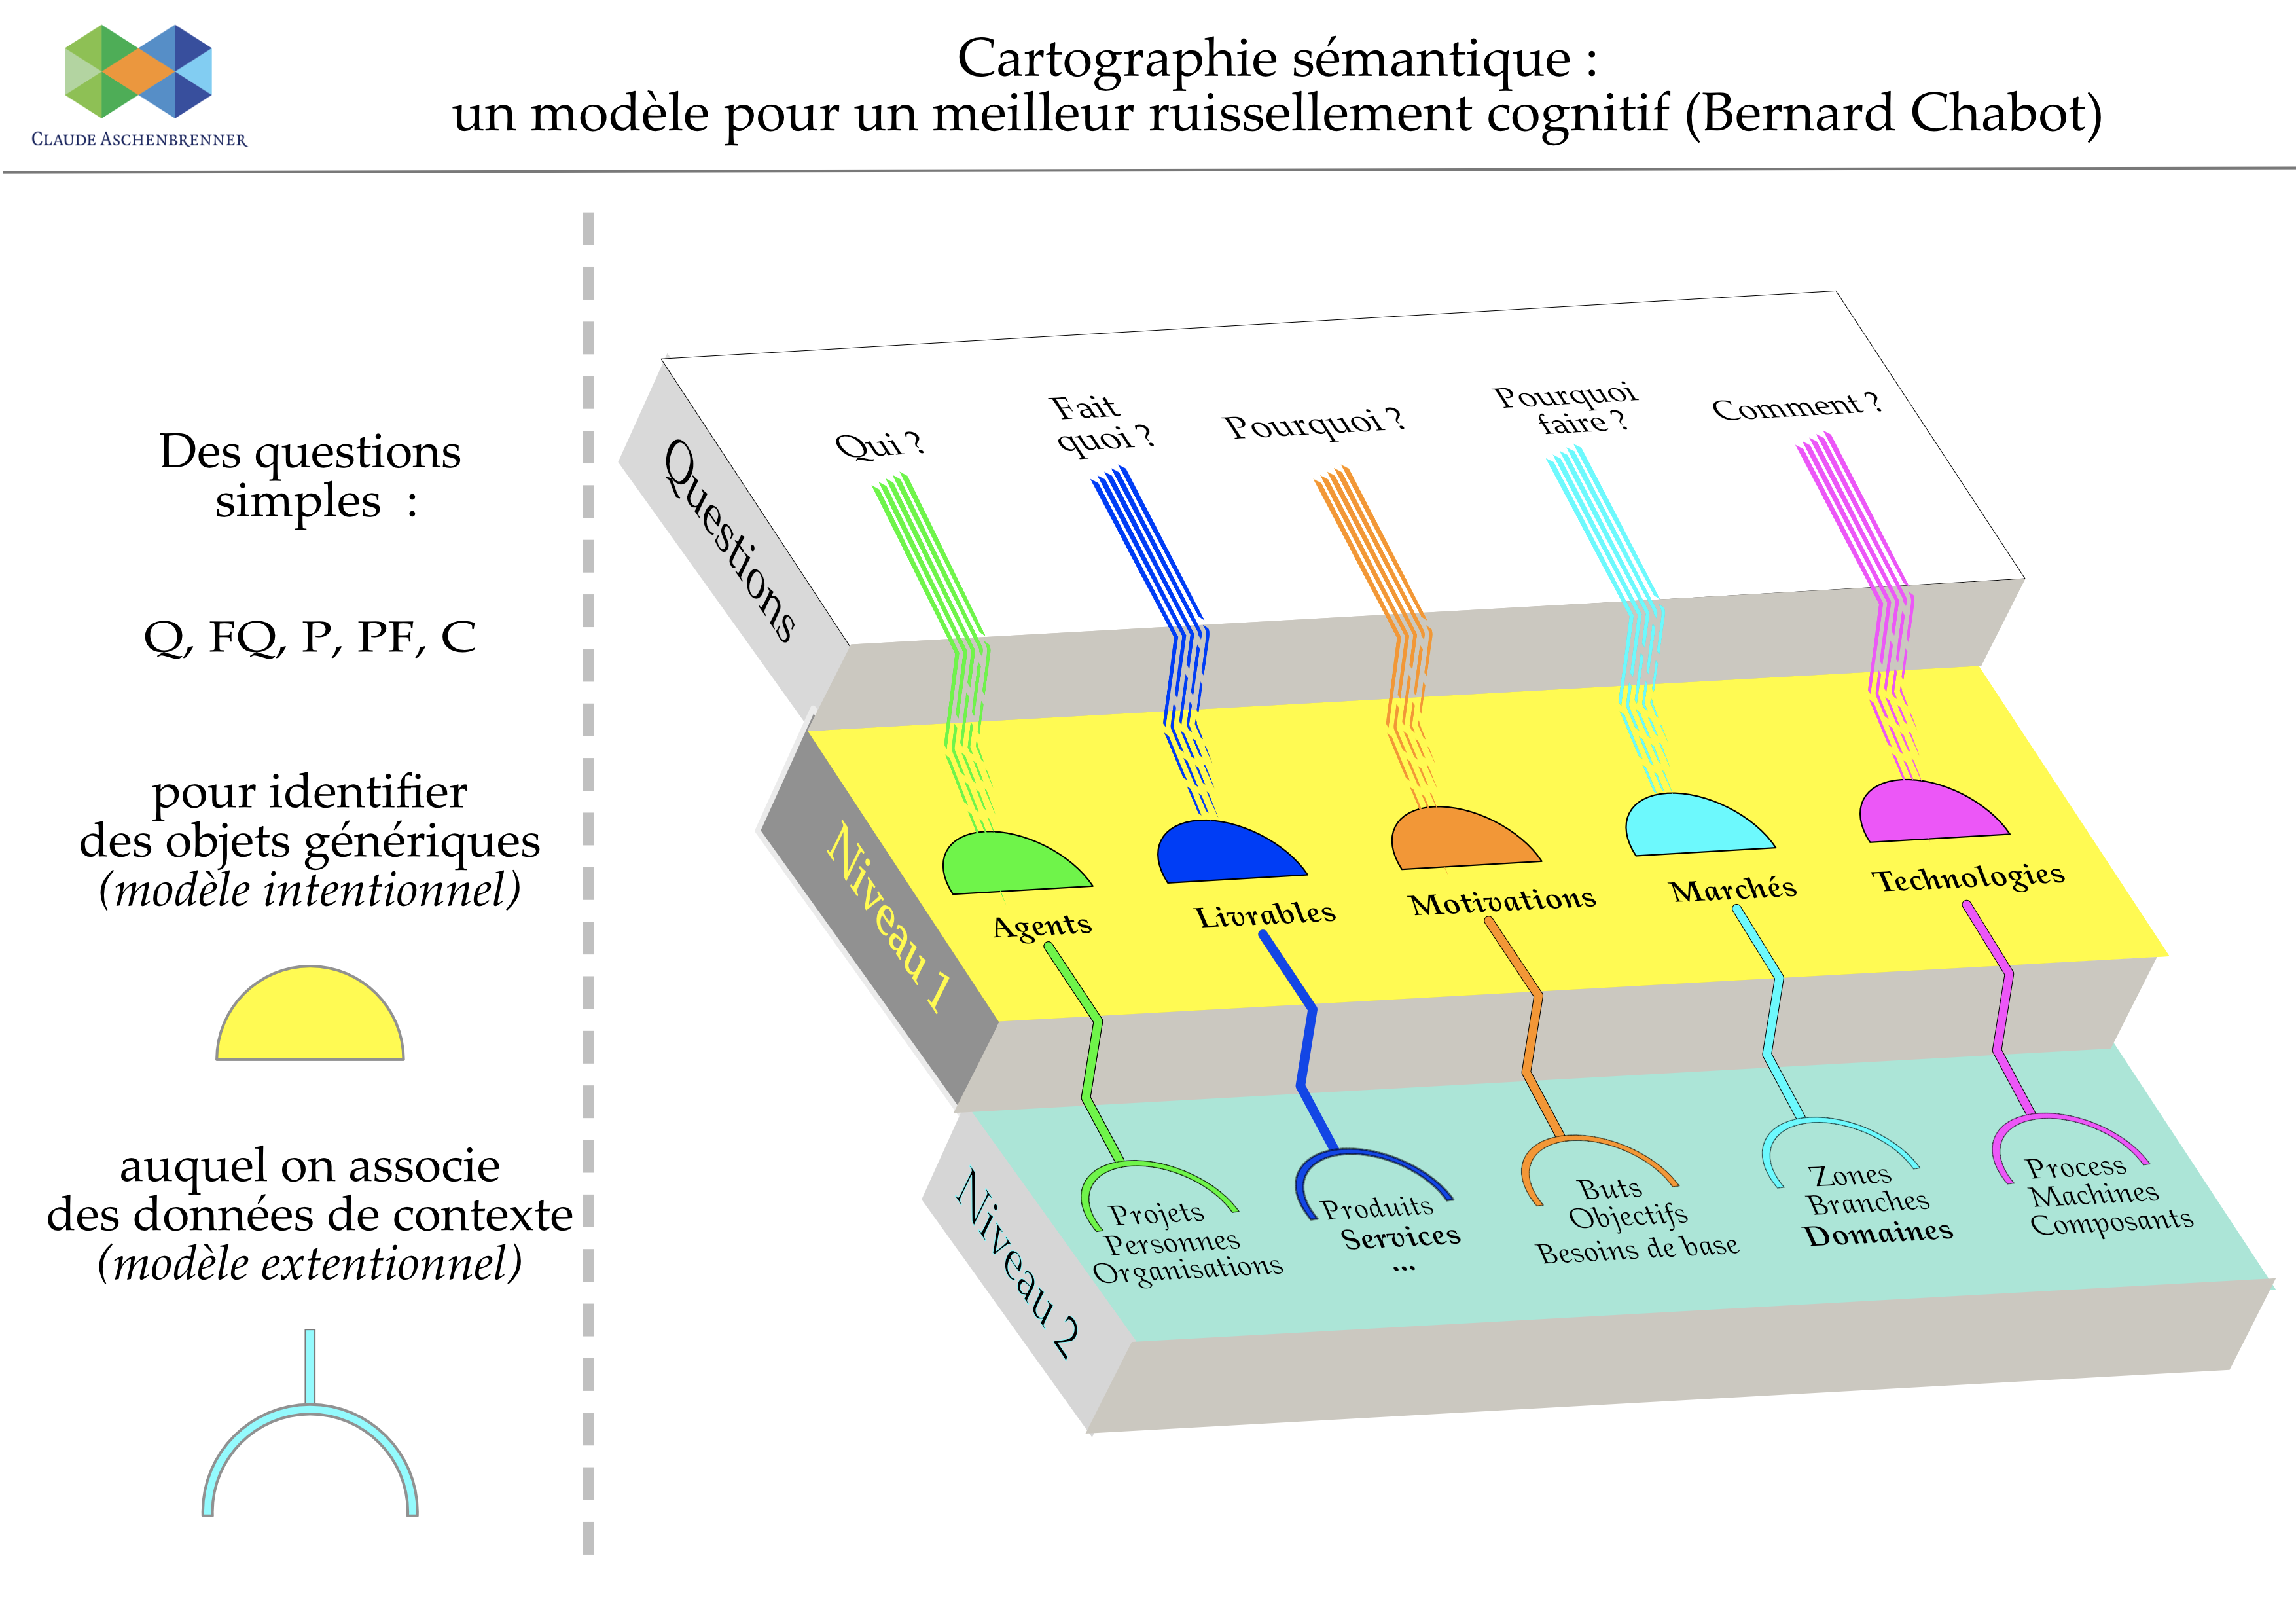 CLAUDE ASCHENBRENNER
Cartographie sémantique :
un modèle pour un meilleur ruissellement cognitif (Bernard Chabot)
Des questions
simples :
Q, FQ, P, PF, C
pour identifier
des objets génériques
(modèle intentionnel)
auquel on associe
des données de contexte
(modèle extentionnel)
Questions
Qui ?
Fait
quoi ?
Pourquoi ?
Pourquoi
faire ?
Comment ?
Niveau 1
Agents
Livrables
Motivations
Marchés
Technologies
Niveau 2
Projets
Personnes
Organisations
Produits
Services
...
Buts
Objectifs
Besoins de base
Zones
Branches
Domaines
Process
Machines
Composants